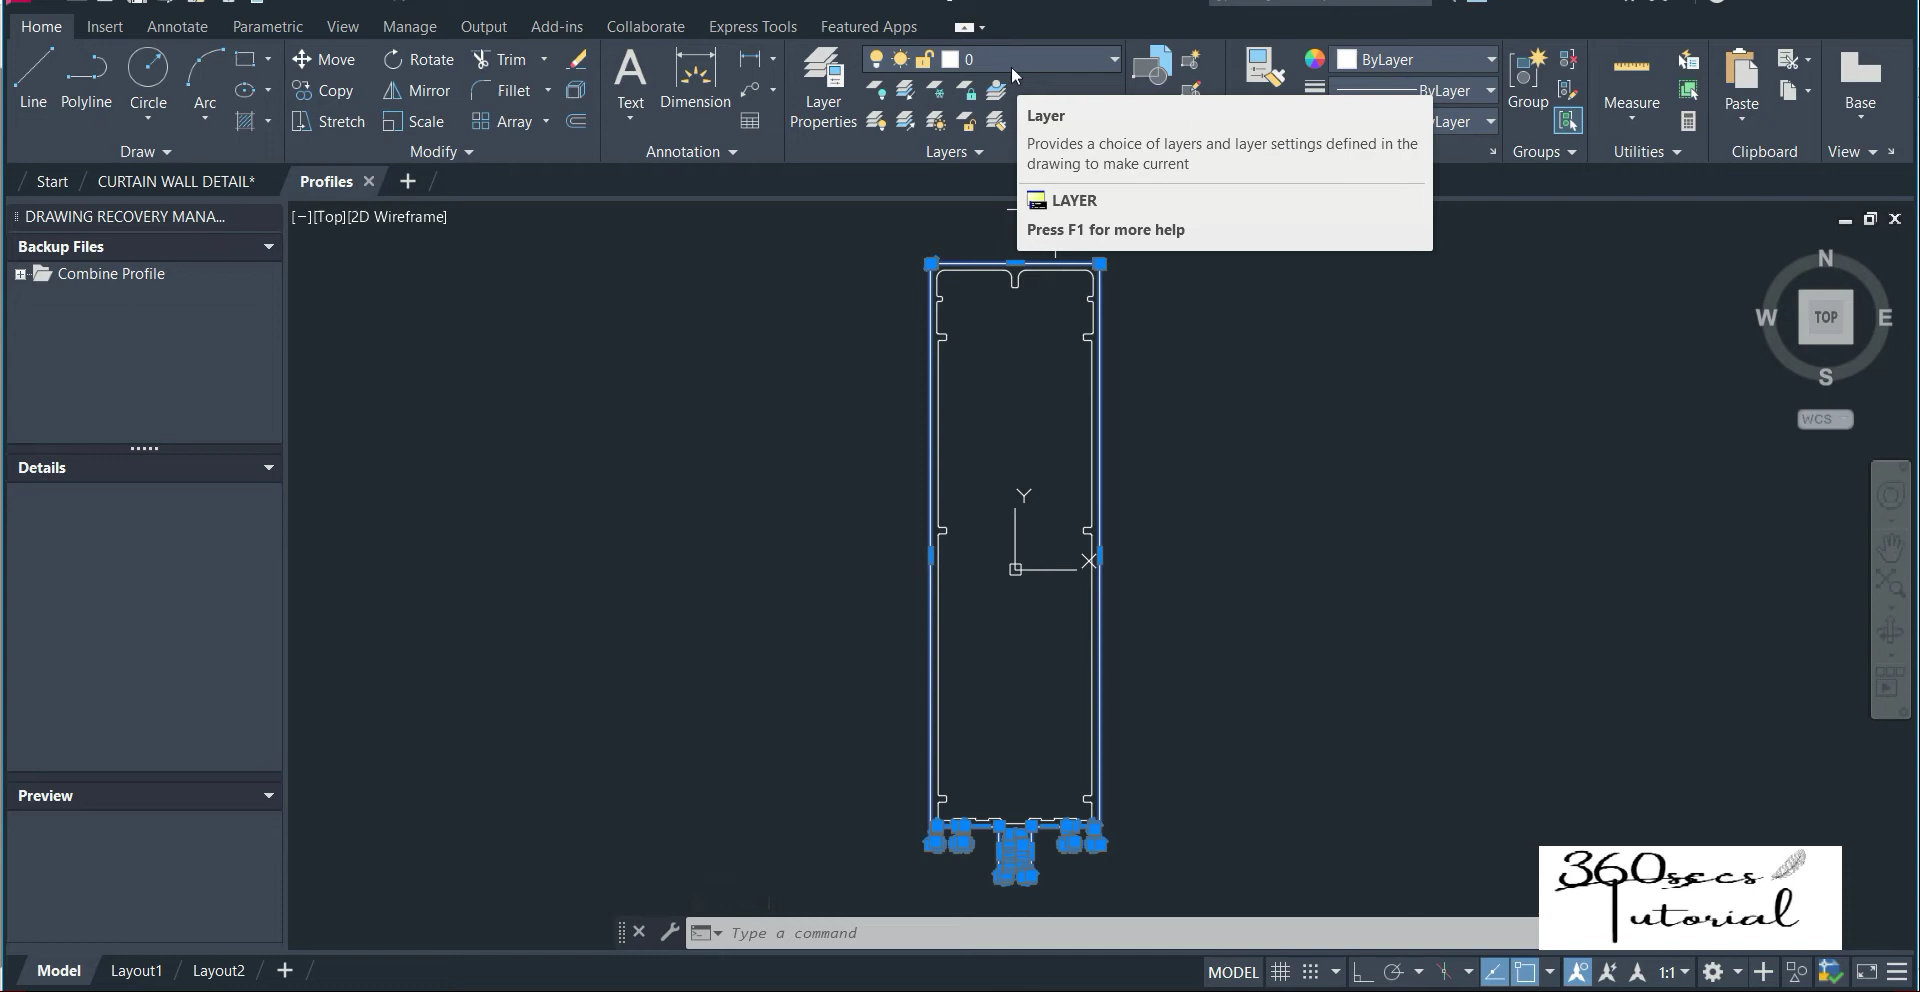 Home Insert Annotate Parametric View Manage Output Add-ins Collaborate Express Tools Featured Apps
Line Polyline Circle Arc
Move Rotate Trim
Copy Mirror Fillet
Stretch Scale Array
Text Dimension
Layer
Properties
0
ByLayer
ByLayer
yLayer
Group Measure Paste Base
Draw Modify Annotation Layers Groups Utilities Clipboard View
Layer
Provides a choice of layers and layer settings defined in the
drawing to make current
LAYER
Press F1 for more help
Start CURTAIN WALL DETAIL* Profiles
DRAWING RECOVERY MANA...
Backup Files
Combine Profile
Details
Preview
[−][Top][2D Wireframe]
N
W TOP E
S
WCS
Y
X
Type a command
360secs
Tutorial
Model Layout1 Layout2
MODEL 1:1